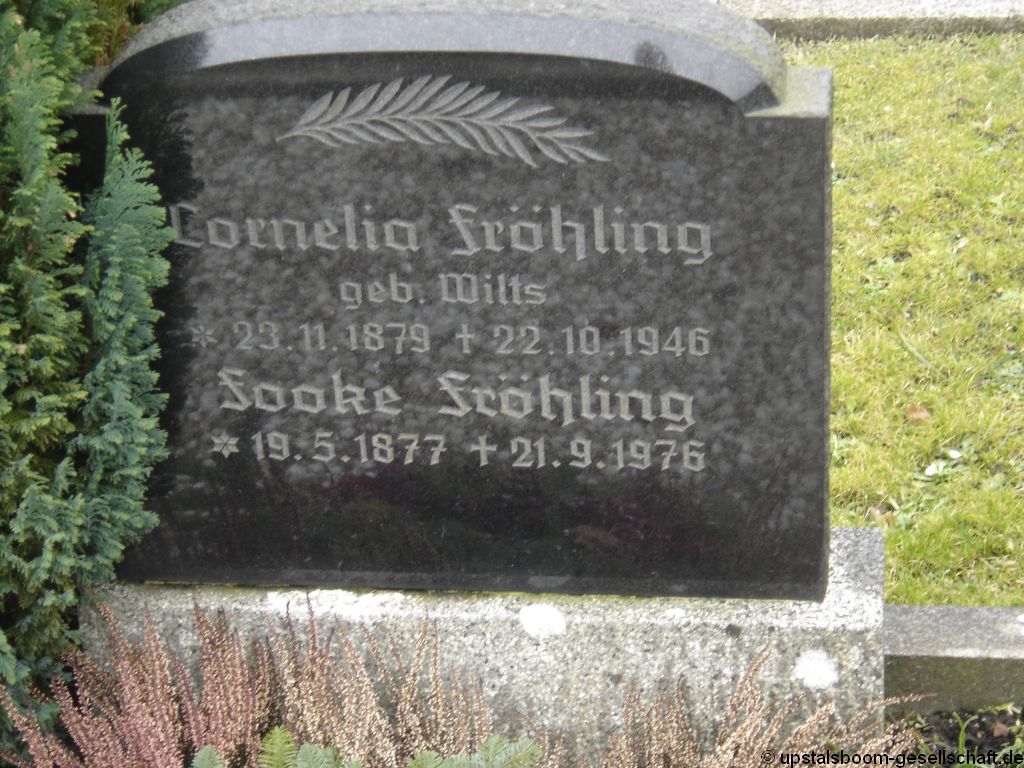 Cornelia Fröhling
geb. Wilts
* 23.11.1879 ✝ 22.10.1946
Fooke Fröhling
* 19.5.1877 ✝ 21.9.1976
© upstalsboom-gesellschaft.de